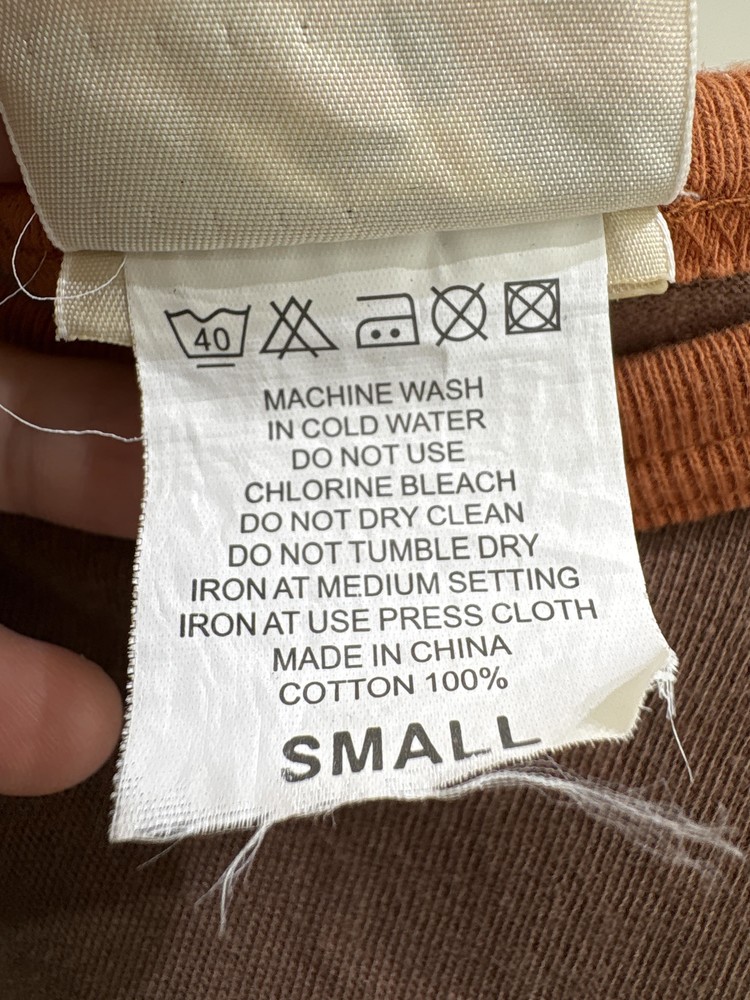 40
MACHINE WASH
IN COLD WATER
DO NOT USE
CHLORINE BLEACH
DO NOT DRY CLEAN
DO NOT TUMBLE DRY
IRON AT MEDIUM SETTING
IRON AT USE PRESS CLOTH
MADE IN CHINA
COTTON 100%
SMALL